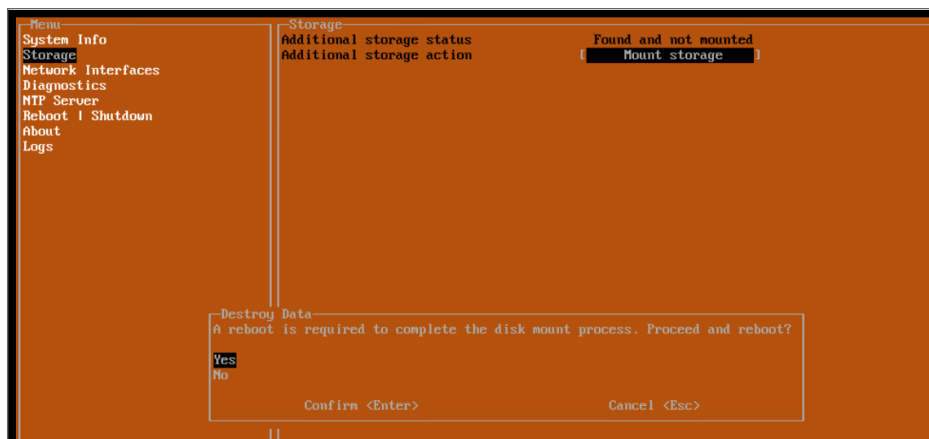 Menu
System Info
Storage
Network Interfaces
Diagnostics
NTP Server
Reboot | Shutdown
About
Logs
Storage
Additional storage status Found and not mounted
Additional storage action [ Mount storage ]
Destroy Data
A reboot is required to complete the disk mount process. Proceed and reboot?
Yes
No
Confirm <Enter> Cancel <Esc>